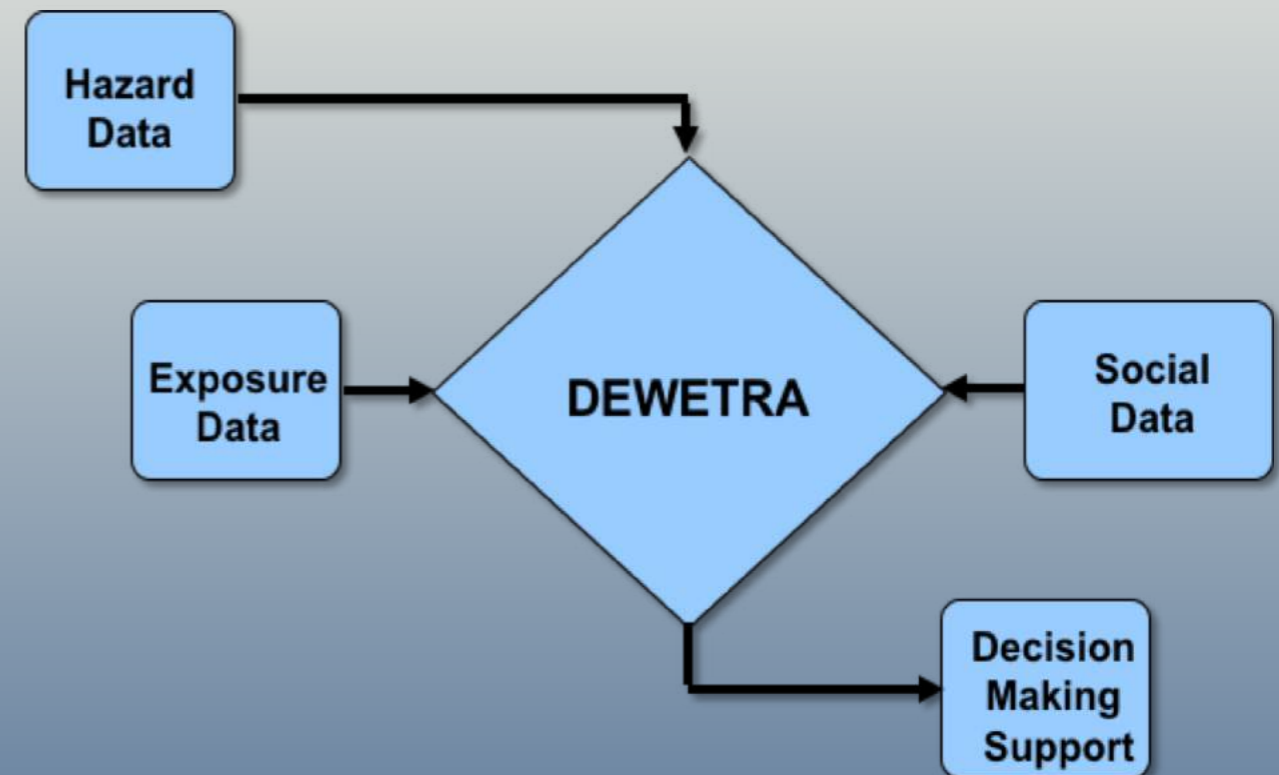 Hazard
Data
Exposure
Data
DEWETRA
Social
Data
Decision
Making
Support